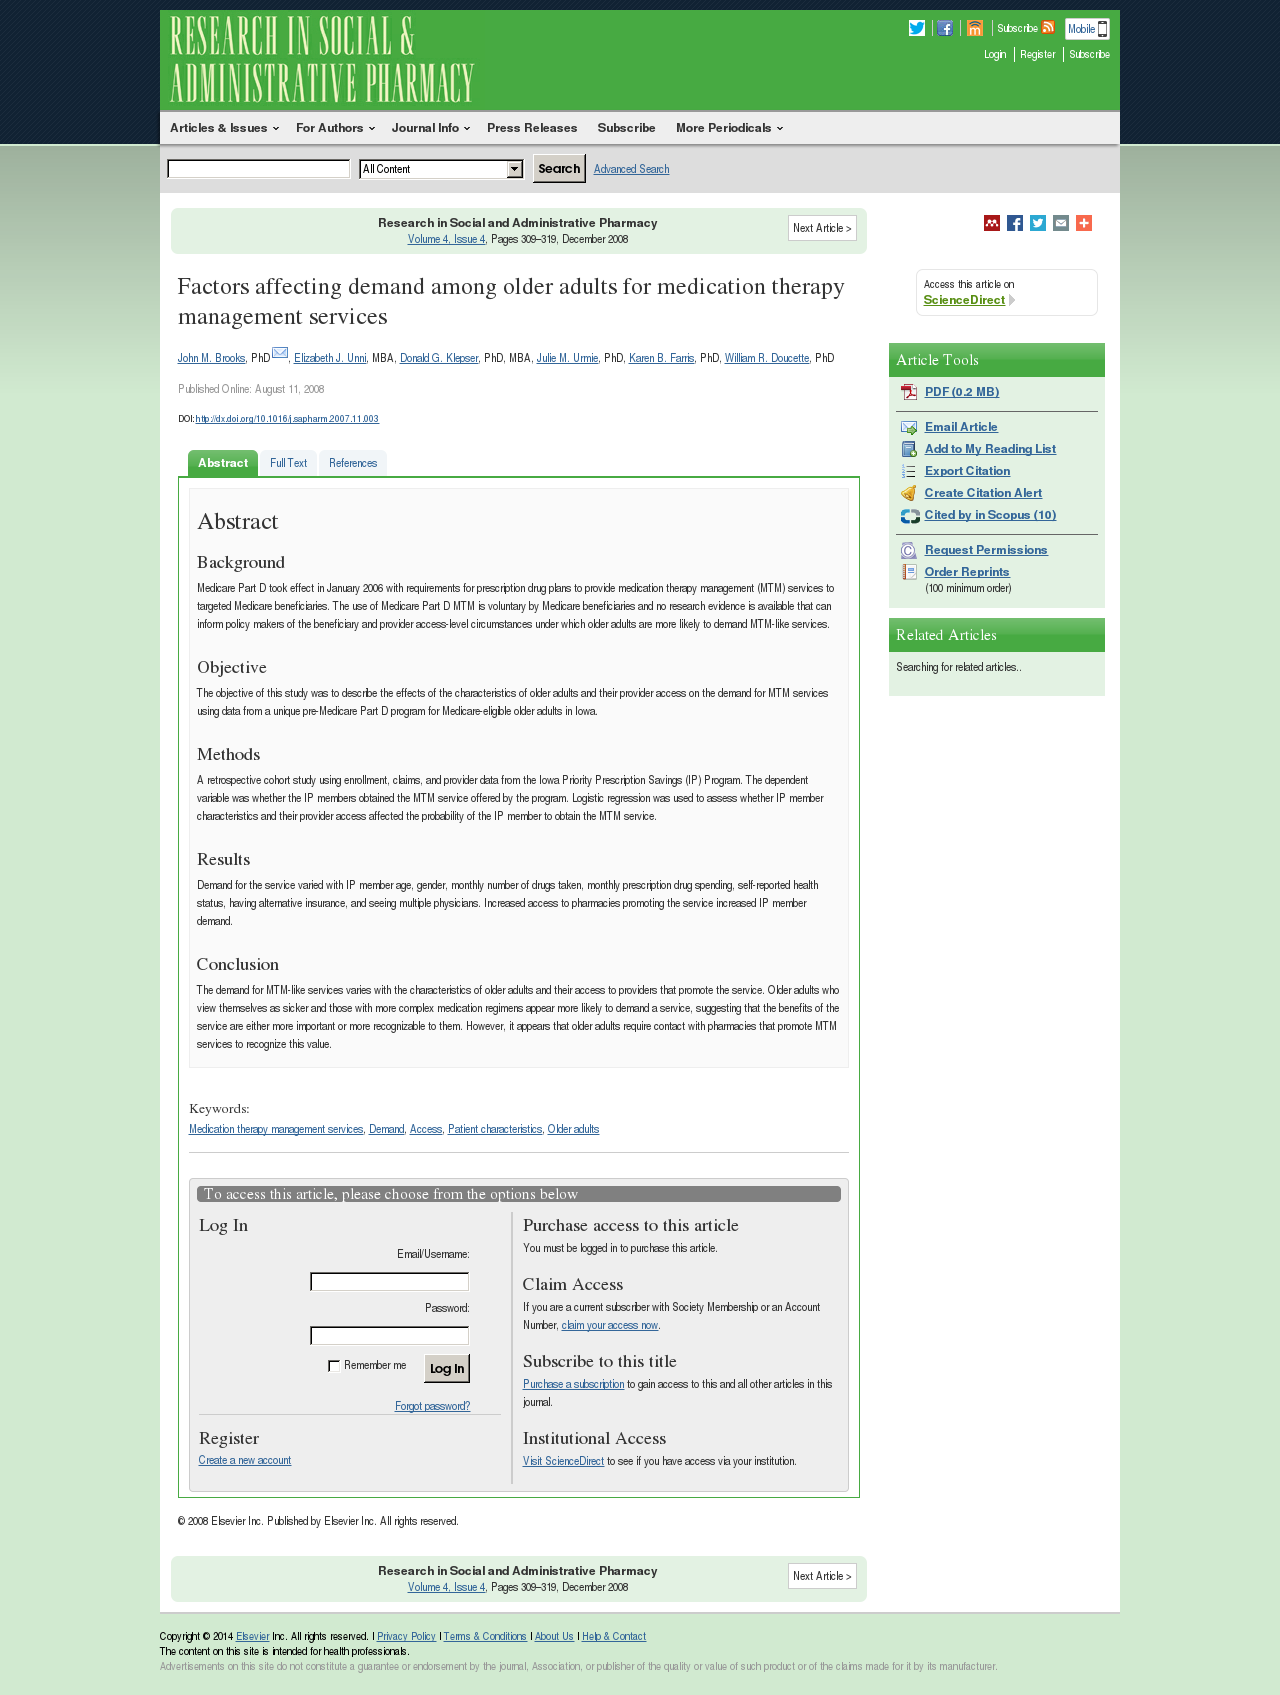 RESEARCH IN SOCIAL &
ADMINISTRATIVE PHARMACY
Subscribe
Mobile
Login Register Subscribe
Articles & Issues For Authors Journal Info Press Releases Subscribe More Periodicals
All Content Search Advanced Search
Research in Social and Administrative Pharmacy
Volume 4, Issue 4, Pages 309–319, December 2008
Next Article >
Access this article on
ScienceDirect
Factors affecting demand among older adults for medication therapy
management services
John M. Brooks, PhD, Elizabeth J. Unni, MBA, Donald G. Klepser, PhD, MBA, Julie M. Urmie, PhD, Karen B. Farris, PhD, William R. Doucette, PhD
Published Online: August 11, 2008
DOI: http://dx.doi.org/10.1016/j.sapharm.2007.11.003
Article Tools
PDF (0.2 MB)
Email Article
Add to My Reading List
Export Citation
Create Citation Alert
Cited by in Scopus (10)
Request Permissions
Order Reprints
(100 minimum order)
Related Articles
Searching for related articles..
Abstract Full Text References
Abstract
Background
Medicare Part D took effect in January 2006 with requirements for prescription drug plans to provide medication therapy management (MTM) services to
targeted Medicare beneficiaries. The use of Medicare Part D MTM is voluntary by Medicare beneficiaries and no research evidence is available that can
inform policy makers of the beneficiary and provider access-level circumstances under which older adults are more likely to demand MTM-like services.
Objective
The objective of this study was to describe the effects of the characteristics of older adults and their provider access on the demand for MTM services
using data from a unique pre-Medicare Part D program for Medicare-eligible older adults in Iowa.
Methods
A retrospective cohort study using enrollment, claims, and provider data from the Iowa Priority Prescription Savings (IP) Program. The dependent
variable was whether the IP members obtained the MTM service offered by the program. Logistic regression was used to assess whether IP member
characteristics and their provider access affected the probability of the IP member to obtain the MTM service.
Results
Demand for the service varied with IP member age, gender, monthly number of drugs taken, monthly prescription drug spending, self-reported health
status, having alternative insurance, and seeing multiple physicians. Increased access to pharmacies promoting the service increased IP member
demand.
Conclusion
The demand for MTM-like services varies with the characteristics of older adults and their access to providers that promote the service. Older adults who
view themselves as sicker and those with more complex medication regimens appear more likely to demand a service, suggesting that the benefits of the
service are either more important or more recognizable to them. However, it appears that older adults require contact with pharmacies that promote MTM
services to recognize this value.
Keywords:
Medication therapy management services, Demand, Access, Patient characteristics, Older adults
To access this article, please choose from the options below
Log In
Email/Username:
Password:
Remember me Log In
Forgot password?
Register
Create a new account
Purchase access to this article
You must be logged in to purchase this article.
Claim Access
If you are a current subscriber with Society Membership or an Account
Number, claim your access now.
Subscribe to this title
Purchase a subscription to gain access to this and all other articles in this
journal.
Institutional Access
Visit ScienceDirect to see if you have access via your institution.
© 2008 Elsevier Inc. Published by Elsevier Inc. All rights reserved.
Research in Social and Administrative Pharmacy
Volume 4, Issue 4, Pages 309–319, December 2008
Next Article >
Copyright © 2014 Elsevier Inc. All rights reserved. | Privacy Policy | Terms & Conditions | About Us | Help & Contact
The content on this site is intended for health professionals.
Advertisements on this site do not constitute a guarantee or endorsement by the journal, Association, or publisher of the quality or value of such product or of the claims made for it by its manufacturer.